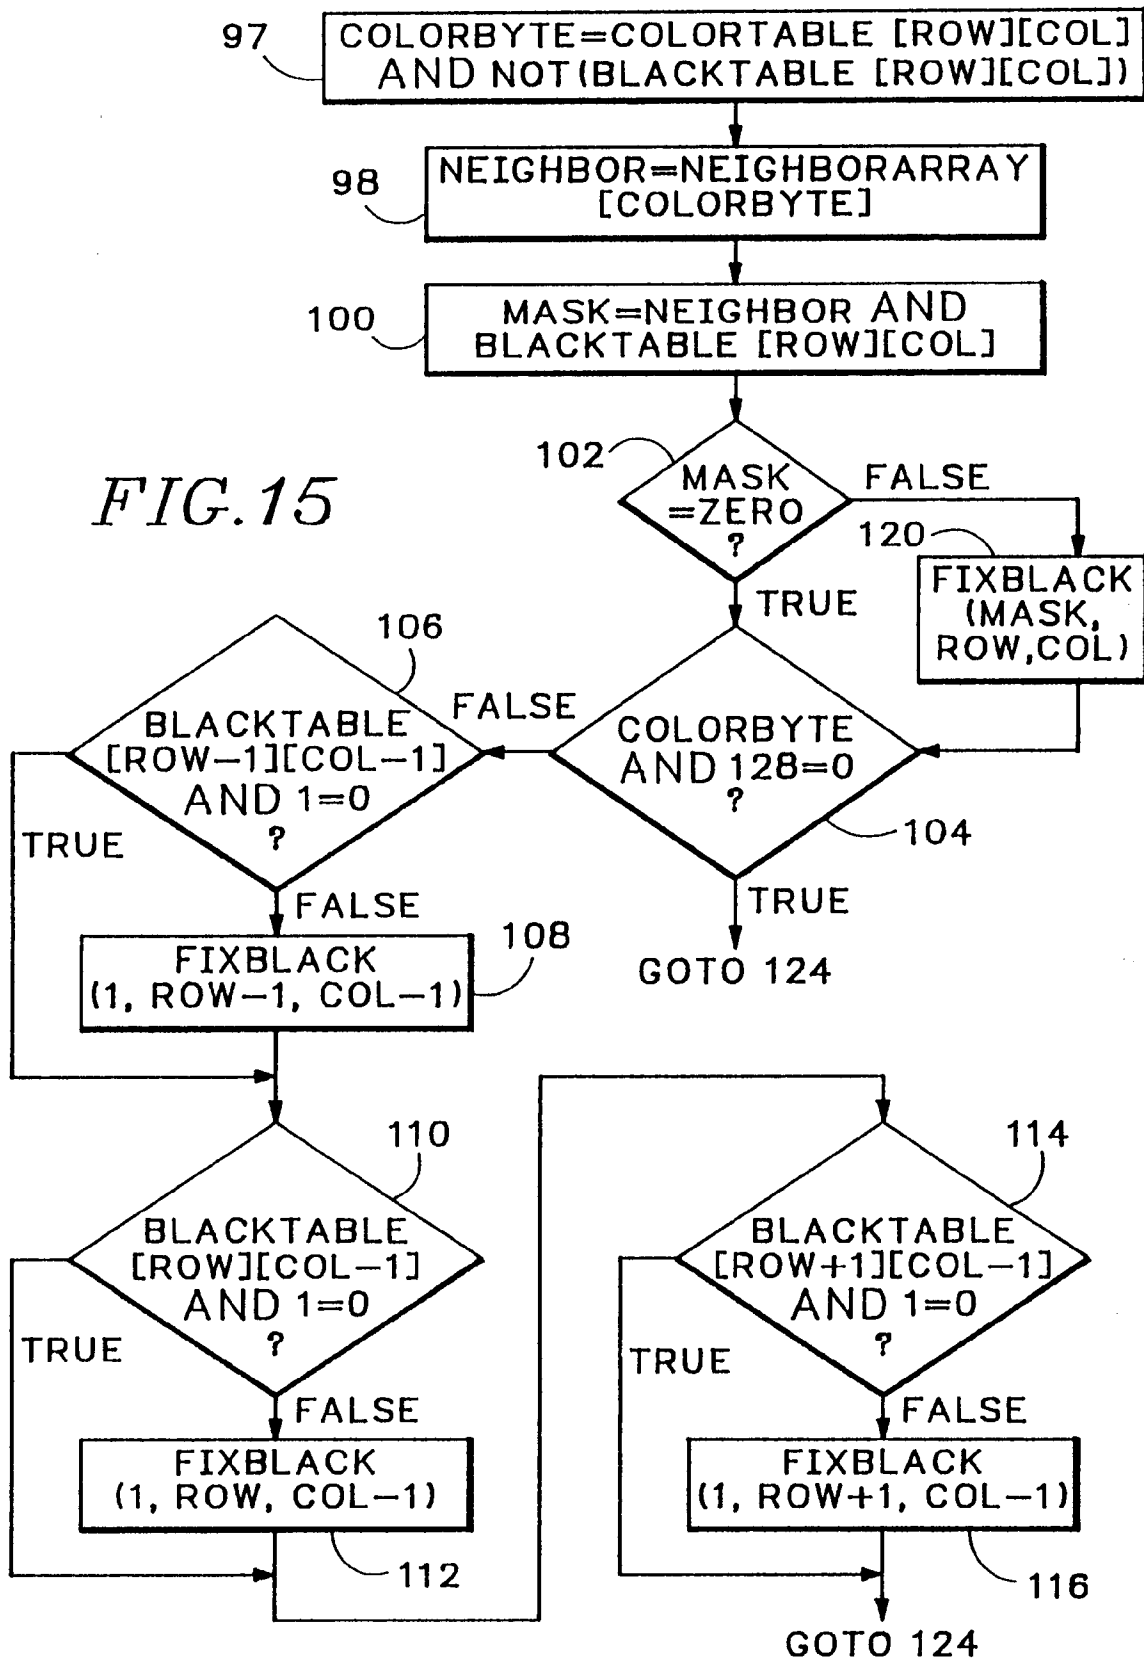 97
COLORBYTE=COLORTABLE [ROW][COL]
AND NOT(BLACKTABLE [ROW][COL])
98
NEIGHBOR=NEIGHBORARRAY
[COLORBYTE]
100
MASK=NEIGHBOR AND
BLACKTABLE [ROW][COL]
102
MASK
=ZERO
?
FALSE
TRUE
FIG.15
120
FIXBLACK
(MASK,
ROW,COL)
106
BLACKTABLE
[ROW-1][COL-1]
AND 1=0
?
FALSE
COLORBYTE
AND 128=0
?
104
TRUE
FALSE
TRUE
108
FIXBLACK
(1, ROW-1, COL-1)
GOTO 124
110
BLACKTABLE
[ROW][COL-1]
AND 1=0
?
TRUE
FALSE
FIXBLACK
(1, ROW, COL-1)
112
114
BLACKTABLE
[ROW+1][COL-1]
AND 1=0
?
TRUE
FALSE
FIXBLACK
(1, ROW+1, COL-1)
116
GOTO 124